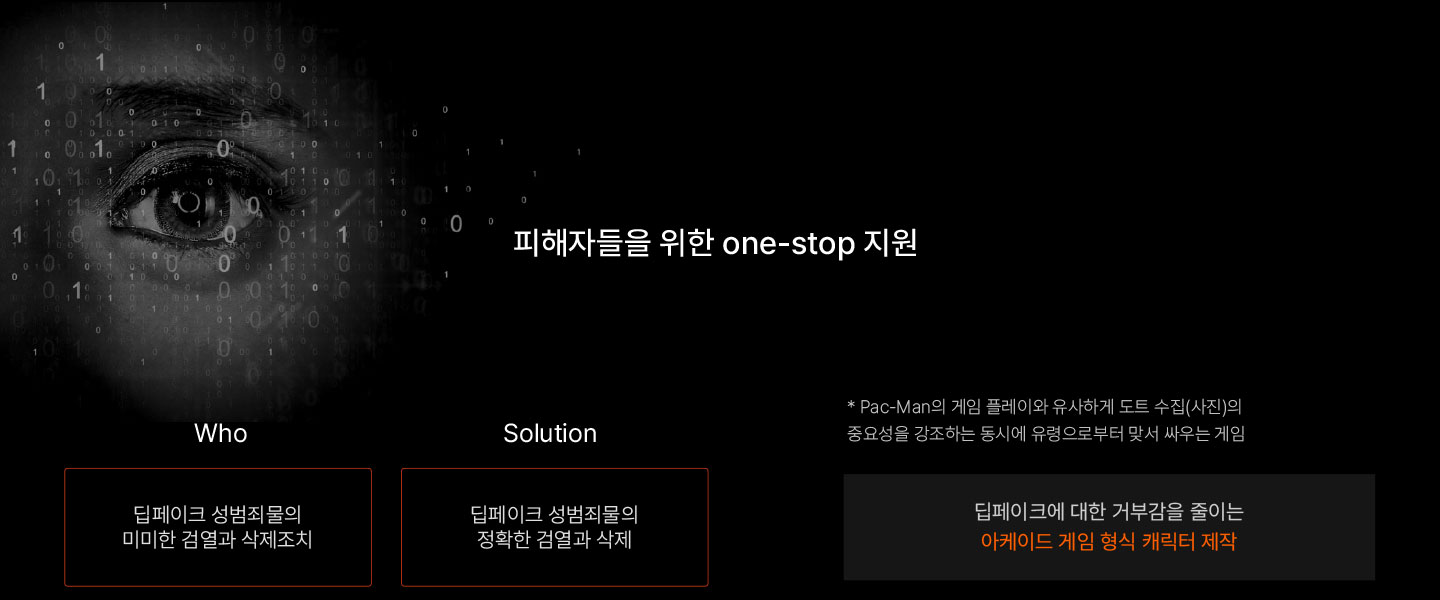 피해자들을 위한 one-stop 지원
Who
딥페이크 성범죄물의
미미한 검열과 삭제조치
Solution
딥페이크 성범죄물의
정확한 검열과 삭제
* Pac-Man의 게임 플레이와 유사하게 도트 수집(사진)의
중요성을 강조하는 동시에 유령으로부터 맞서 싸우는 게임
딥페이크에 대한 거부감을 줄이는
아케이드 게임 형식 캐릭터 제작